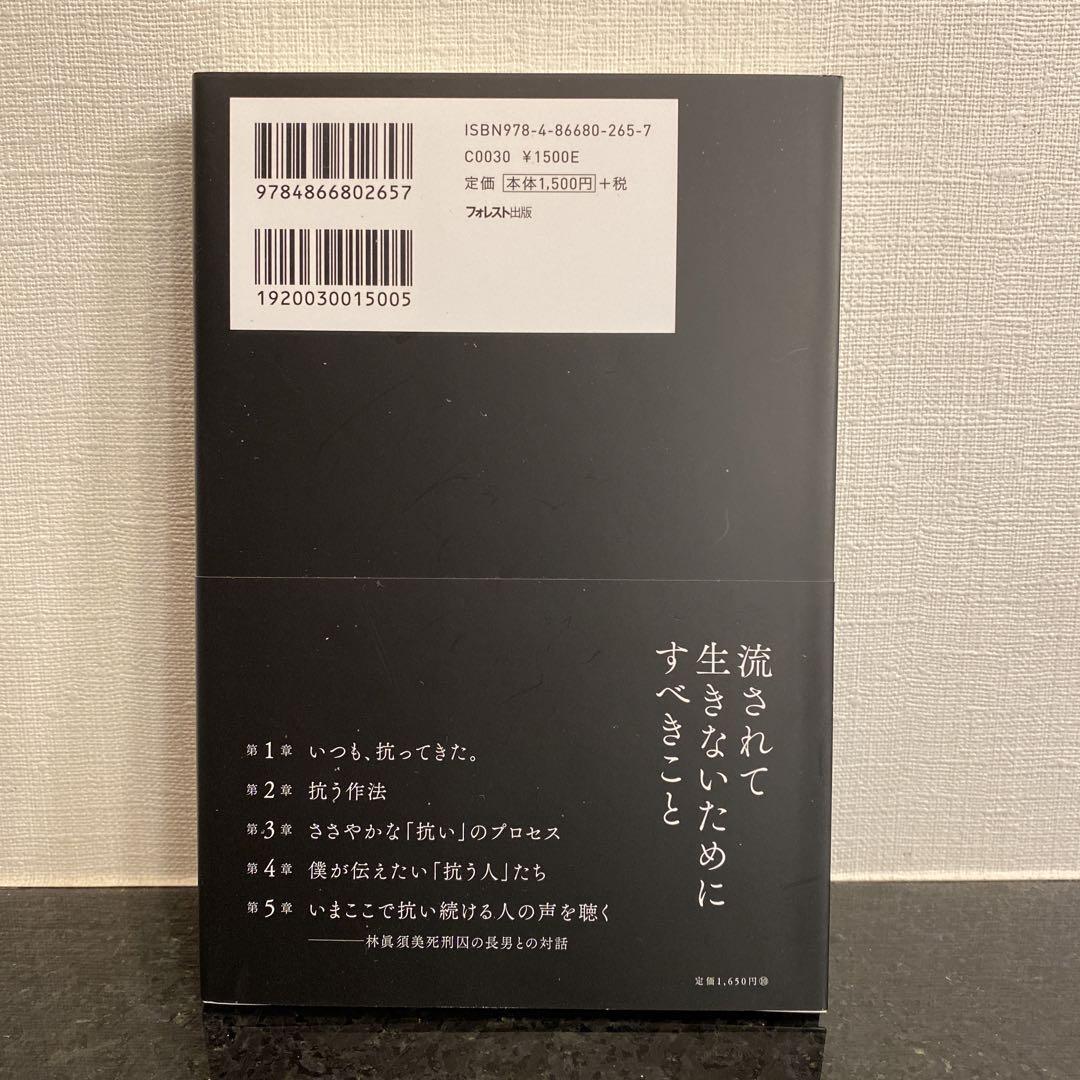 ISBN978-4-86680-265-7
C0030 ¥1500E
定価 本体1,500円+税
フォレスト出版
9784866802657
1920030015005
流されて
生きないために
すべきこと
第1章 いつも、抗ってきた。
第2章 抗う作法
第3章 ささやかな「抗い」のプロセス
第4章 僕が伝えたい「抗う人」たち
第5章 いまここで抗い続ける人の声を聴く
――林眞須美死刑囚の長男との対話
定価1,650円⑩